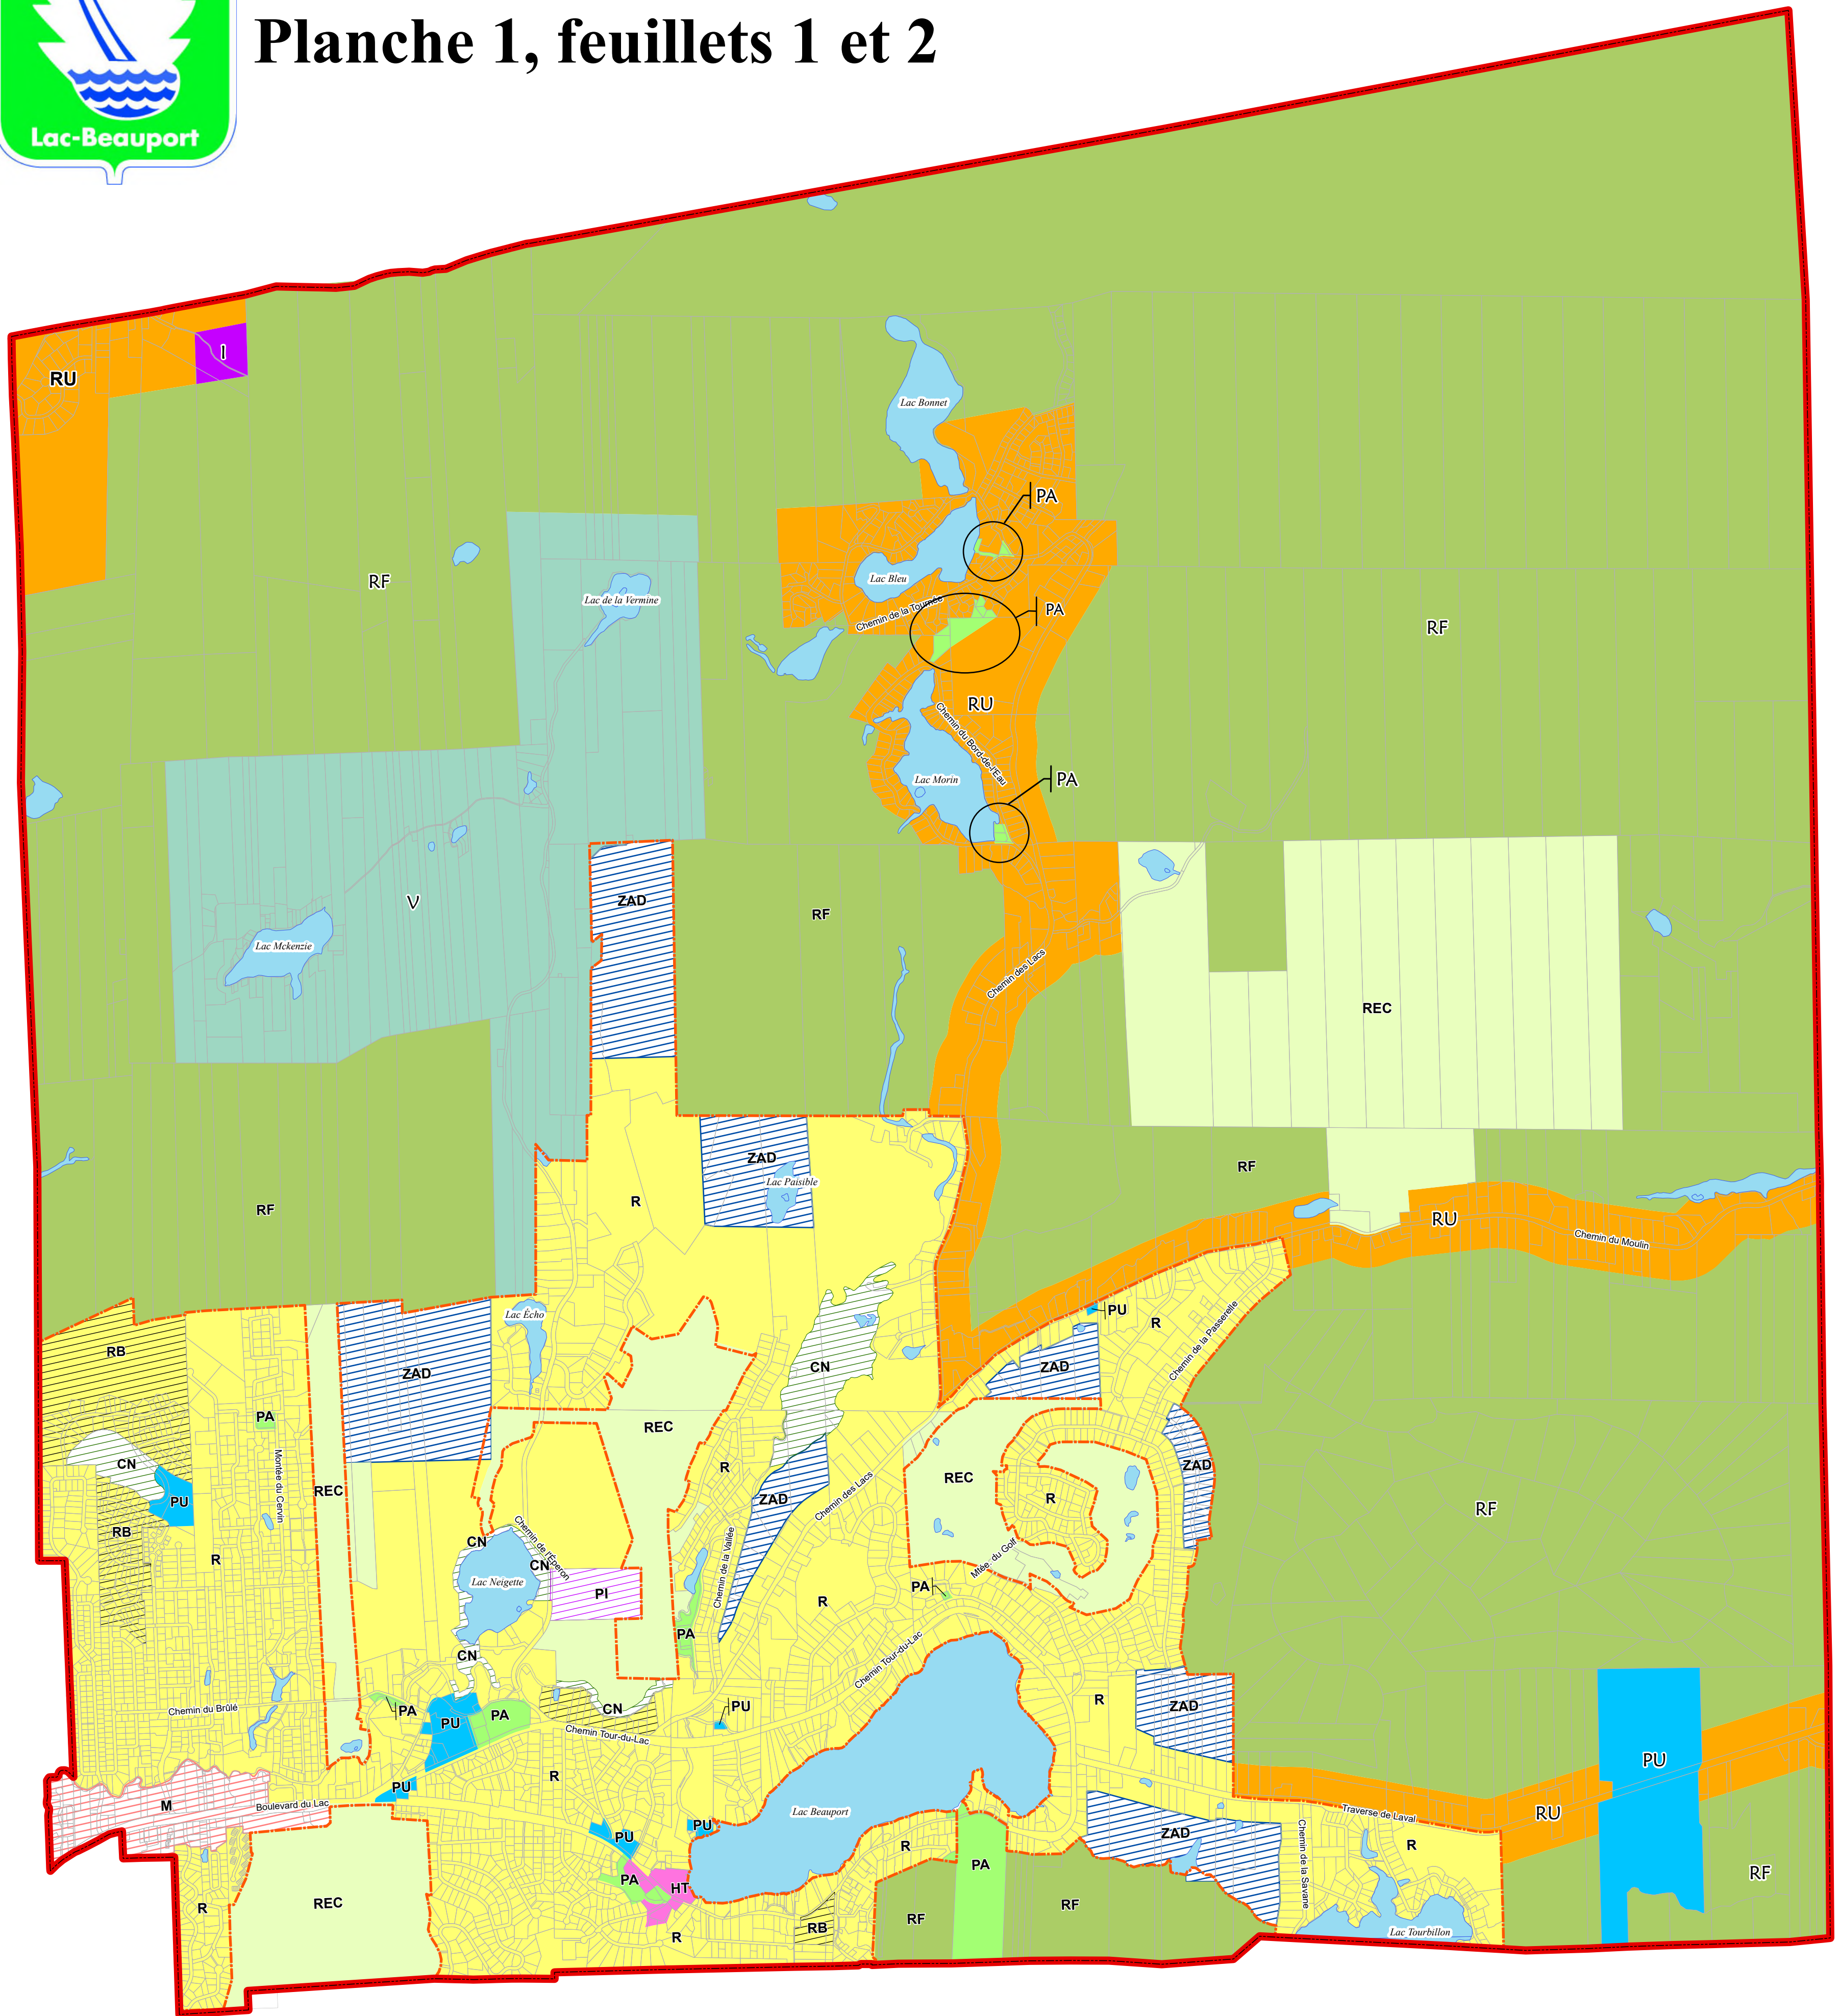 Planche 1, feuillets 1 et 2
Lac-Beauport
I
RU
Lac Bonnet
PA
RF
Lac Bleu
Lac de la Vermine
Chemin de la Tournée
PA
RF
RU
Chemin du Bord-de-l'Eau
Lac Morin
PA
V
ZAD
RF
Lac Mckenzie
Chemin des Lacs
REC
ZAD
RF
Lac Paisible
R
RF
RU
Chemin du Moulin
Lac Écho
PU
R
Chemin de la Passerelle
RB
CN
ZAD
ZAD
PA
REC
Montée du Cervin
CN
R
ZAD
REC
REC
PU
ZAD
R
Chemin des Lacs
RF
RB
CN
Chemin de l'Éperon
R
CN
Lac Neigette
PI
Mtée. du Golf
PA
Chemin de la Vallée
R
PA
CN
Chemin Tour-du-Lac
R
ZAD
PA
CN
PU
Chemin du Brûlé
PU
PA
Chemin Tour-du-Lac
PU
R
PU
M
Boulevard du Lac
Lac Beauport
RU
Traverse de Laval
PU
PU
ZAD
R
R
Chemin de la Savane
PA
RF
PA
HT
REC
R
RF
RF
RB
Lac Tourbillon
R